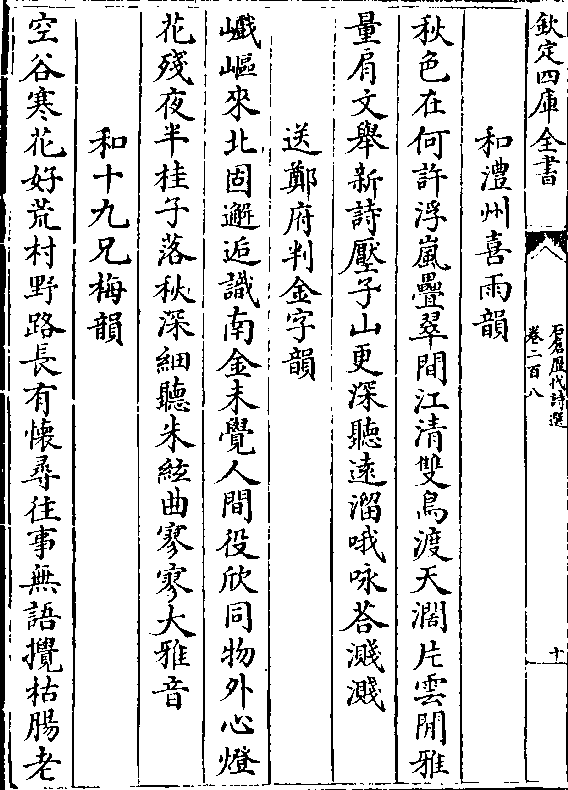 欽定四庫全書
石倉歷代詩選
卷二百八
十
和澧州喜雨韻
秋色在何許浮嵐疊翠間江清雙鳥渡天濶片雲閒雅
量肩文舉新詩壓子山更深聽遠溜哦咏荅濺濺
送鄭府判金字韻
巇嶇來北固邂逅識南金未覺人間役欣同物外心燈
花殘夜半桂子落秋深細聽朱絃曲寥寥大雅音
和十九兄梅韻
空谷寒花好荒村野路長有懷尋往事無語攪枯腸老